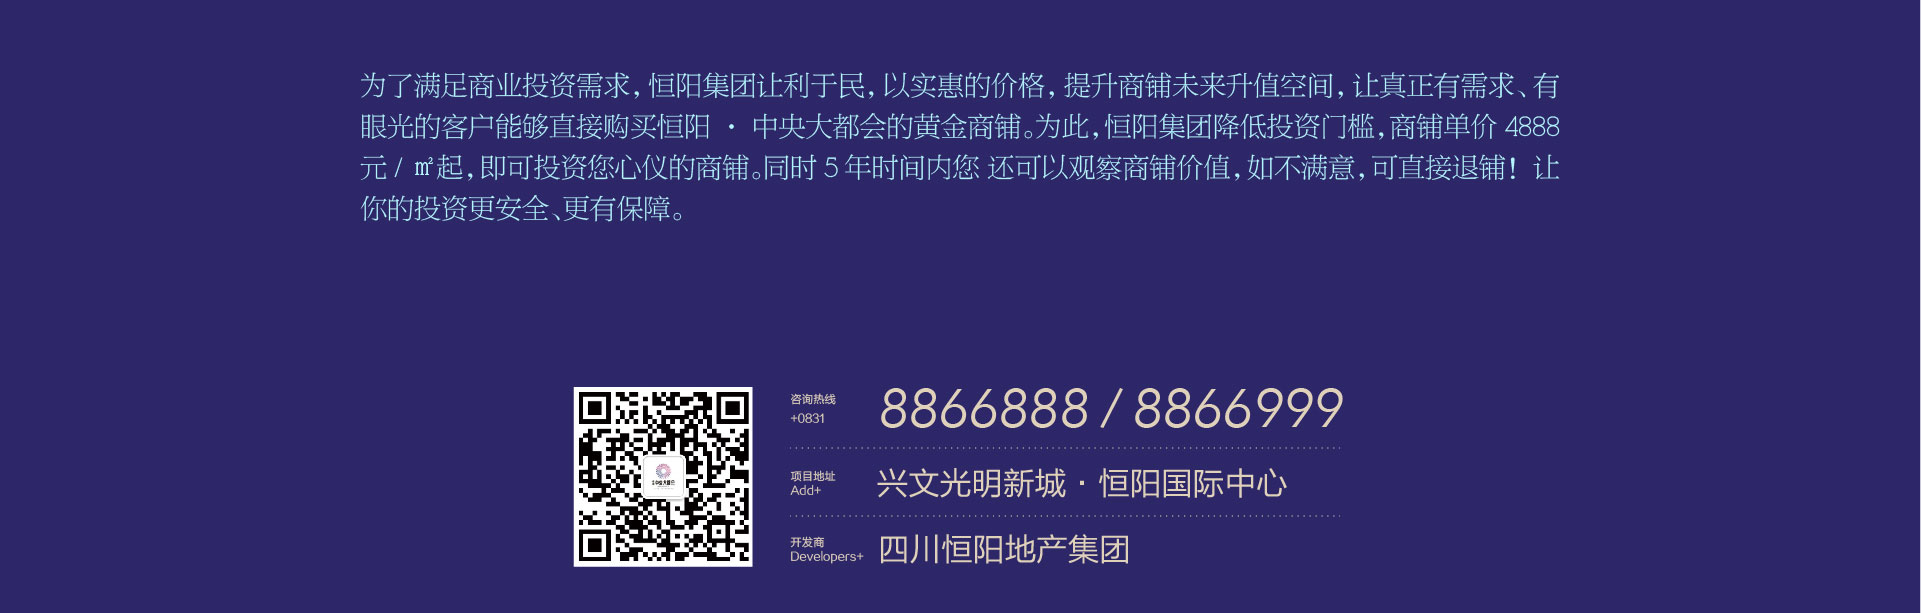 为了满足商业投资需求，恒阳集团让利于民，以实惠的价格，提升商铺未来升值空间，让真正有需求、有
眼光的客户能够直接购买恒阳 · 中央大都会的黄金商铺。为此，恒阳集团降低投资门槛，商铺单价 4888
元 / ㎡起，即可投资您心仪的商铺。同时 5 年时间内您 还可以观察商铺价值，如不满意，可直接退铺！让
你的投资更安全、更有保障。
咨询热线
+0831
8866888 / 8866999
项目地址
Add+
兴文光明新城 · 恒阳国际中心
开发商
Developers+
四川恒阳地产集团